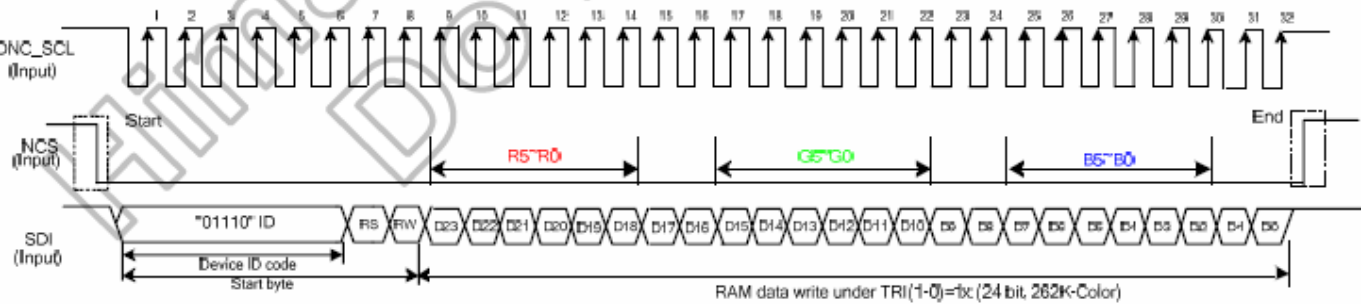 1 2 3 4 5 6 7 8 9 10 11 12 13 14 15 16 17 18 19 20 21 22 23 24 25 26 27 28 29 30 31 32
DNC_SCL
(Input)
Start
End
NCS
(Input)
R5~R0
G5~G0
B5~B0
SDI
(Input)
"01110" ID RS RW D23 D22 D21 D20 D19 D18 D17 D16 D15 D14 D13 D12 D11 D10
Device ID code
Start byte
RAM data write under TRI(1-0)=1x (24 bit, 262K-Color)
Himax
Do